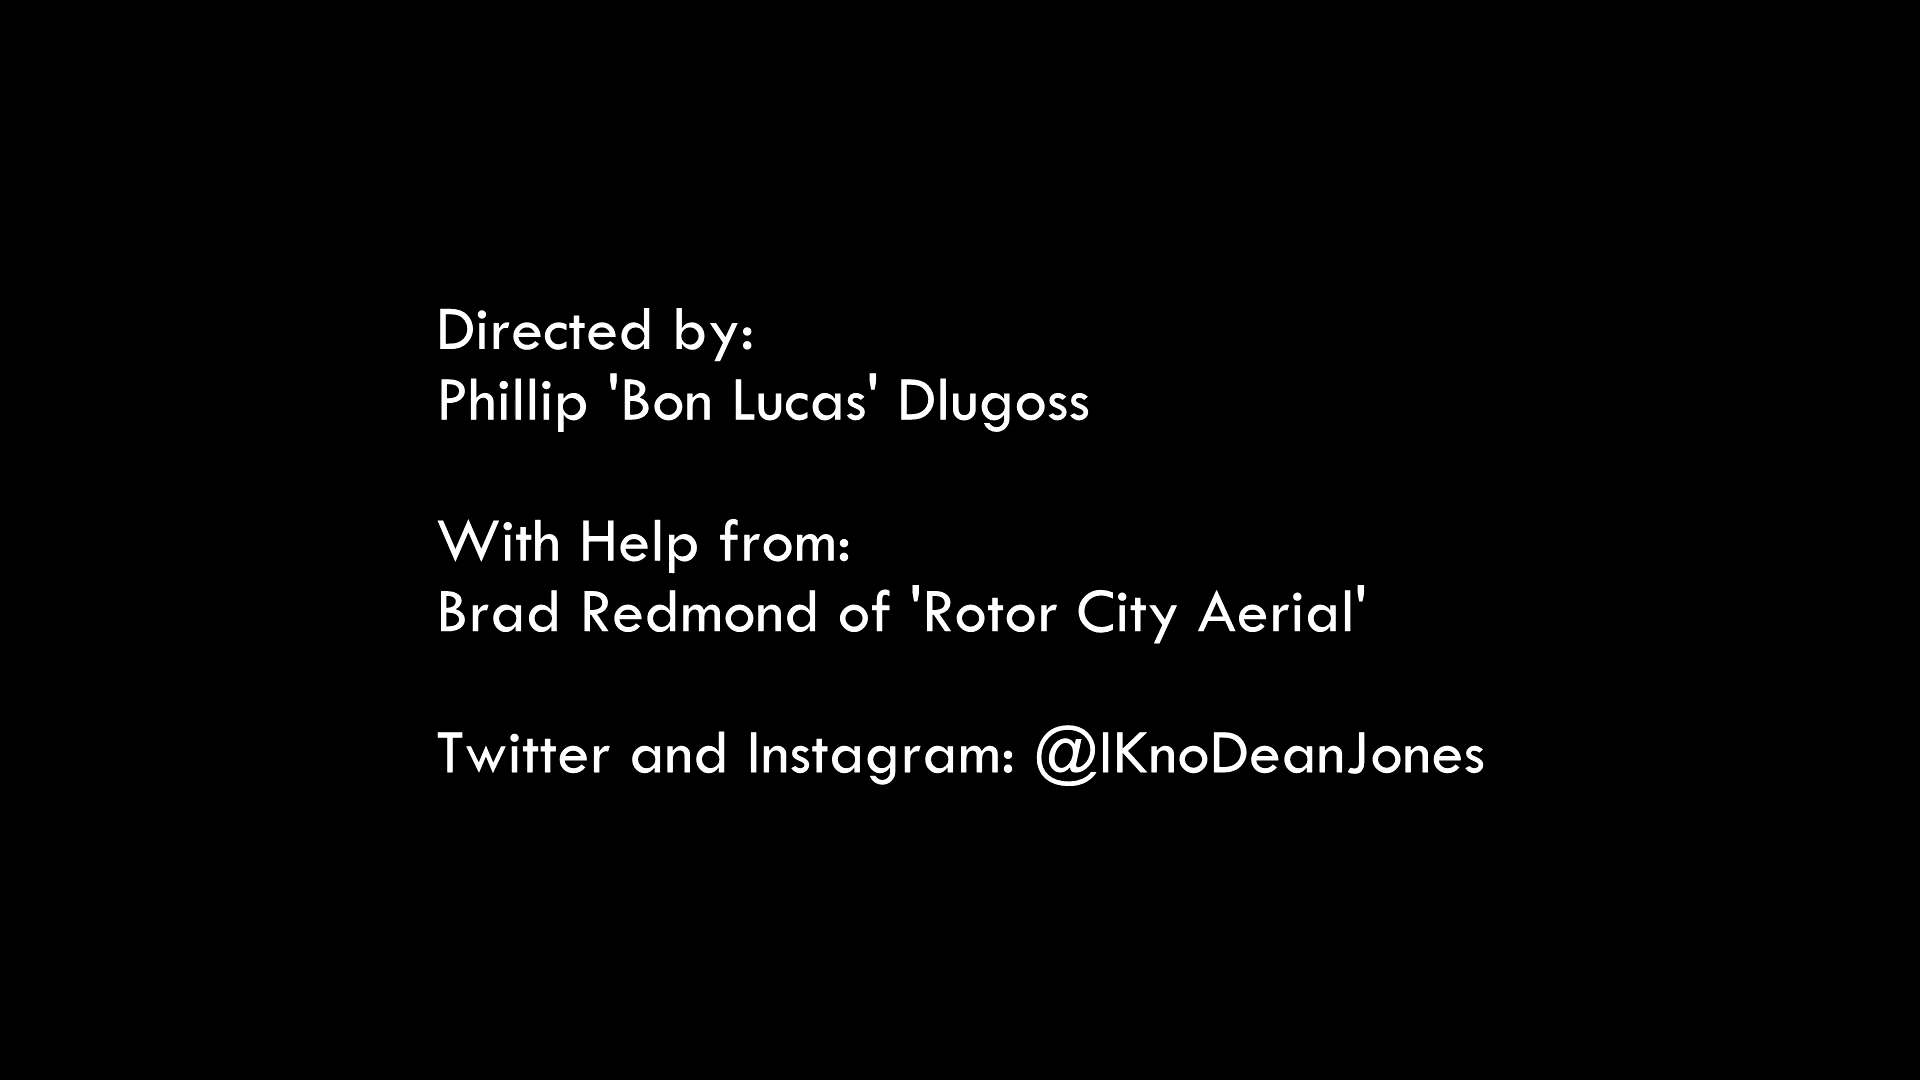 Directed by:
Phillip 'Bon Lucas' Dlugoss
With Help from:
Brad Redmond of 'Rotor City Aerial'
Twitter and Instagram: @IKnoDeanJones